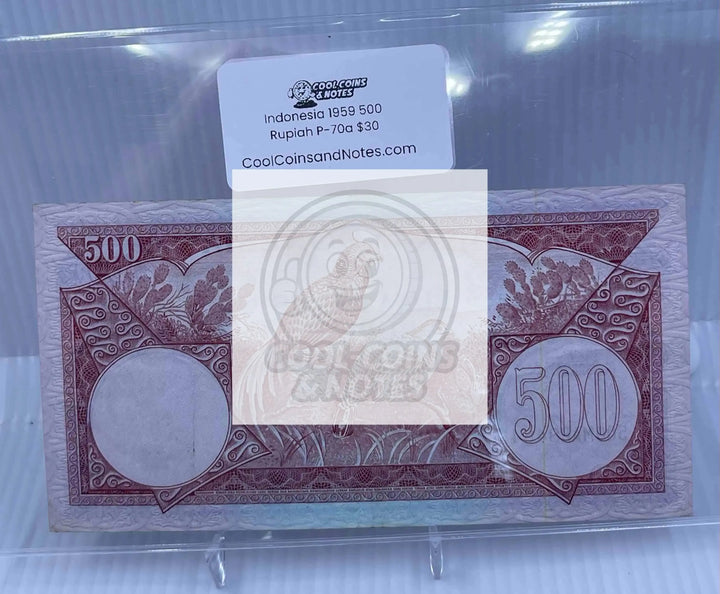 COOL COINS
& NOTES
Indonesia 1959 500
Rupiah P-70a $30
CoolCoinsandNotes.com
500
COOL COINS
& NOTES
500